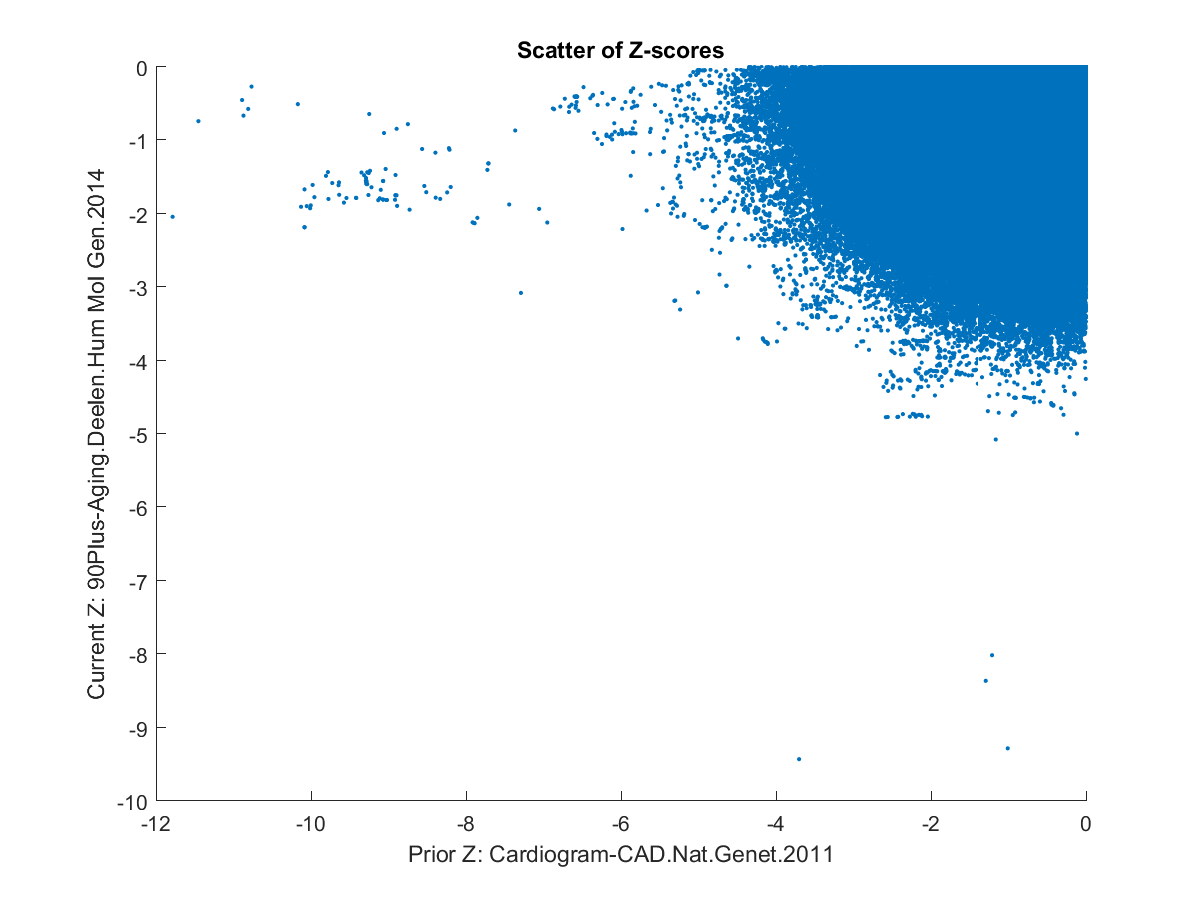 Scatter of Z-scores
Current Z: 90Plus-Aging.Deelen.Hum Mol Gen.2014
0
-1
-2
-3
-4
-5
-6
-7
-8
-9
-10
-12 -10 -8 -6 -4 -2 0
Prior Z: Cardiogram-CAD.Nat.Genet.2011